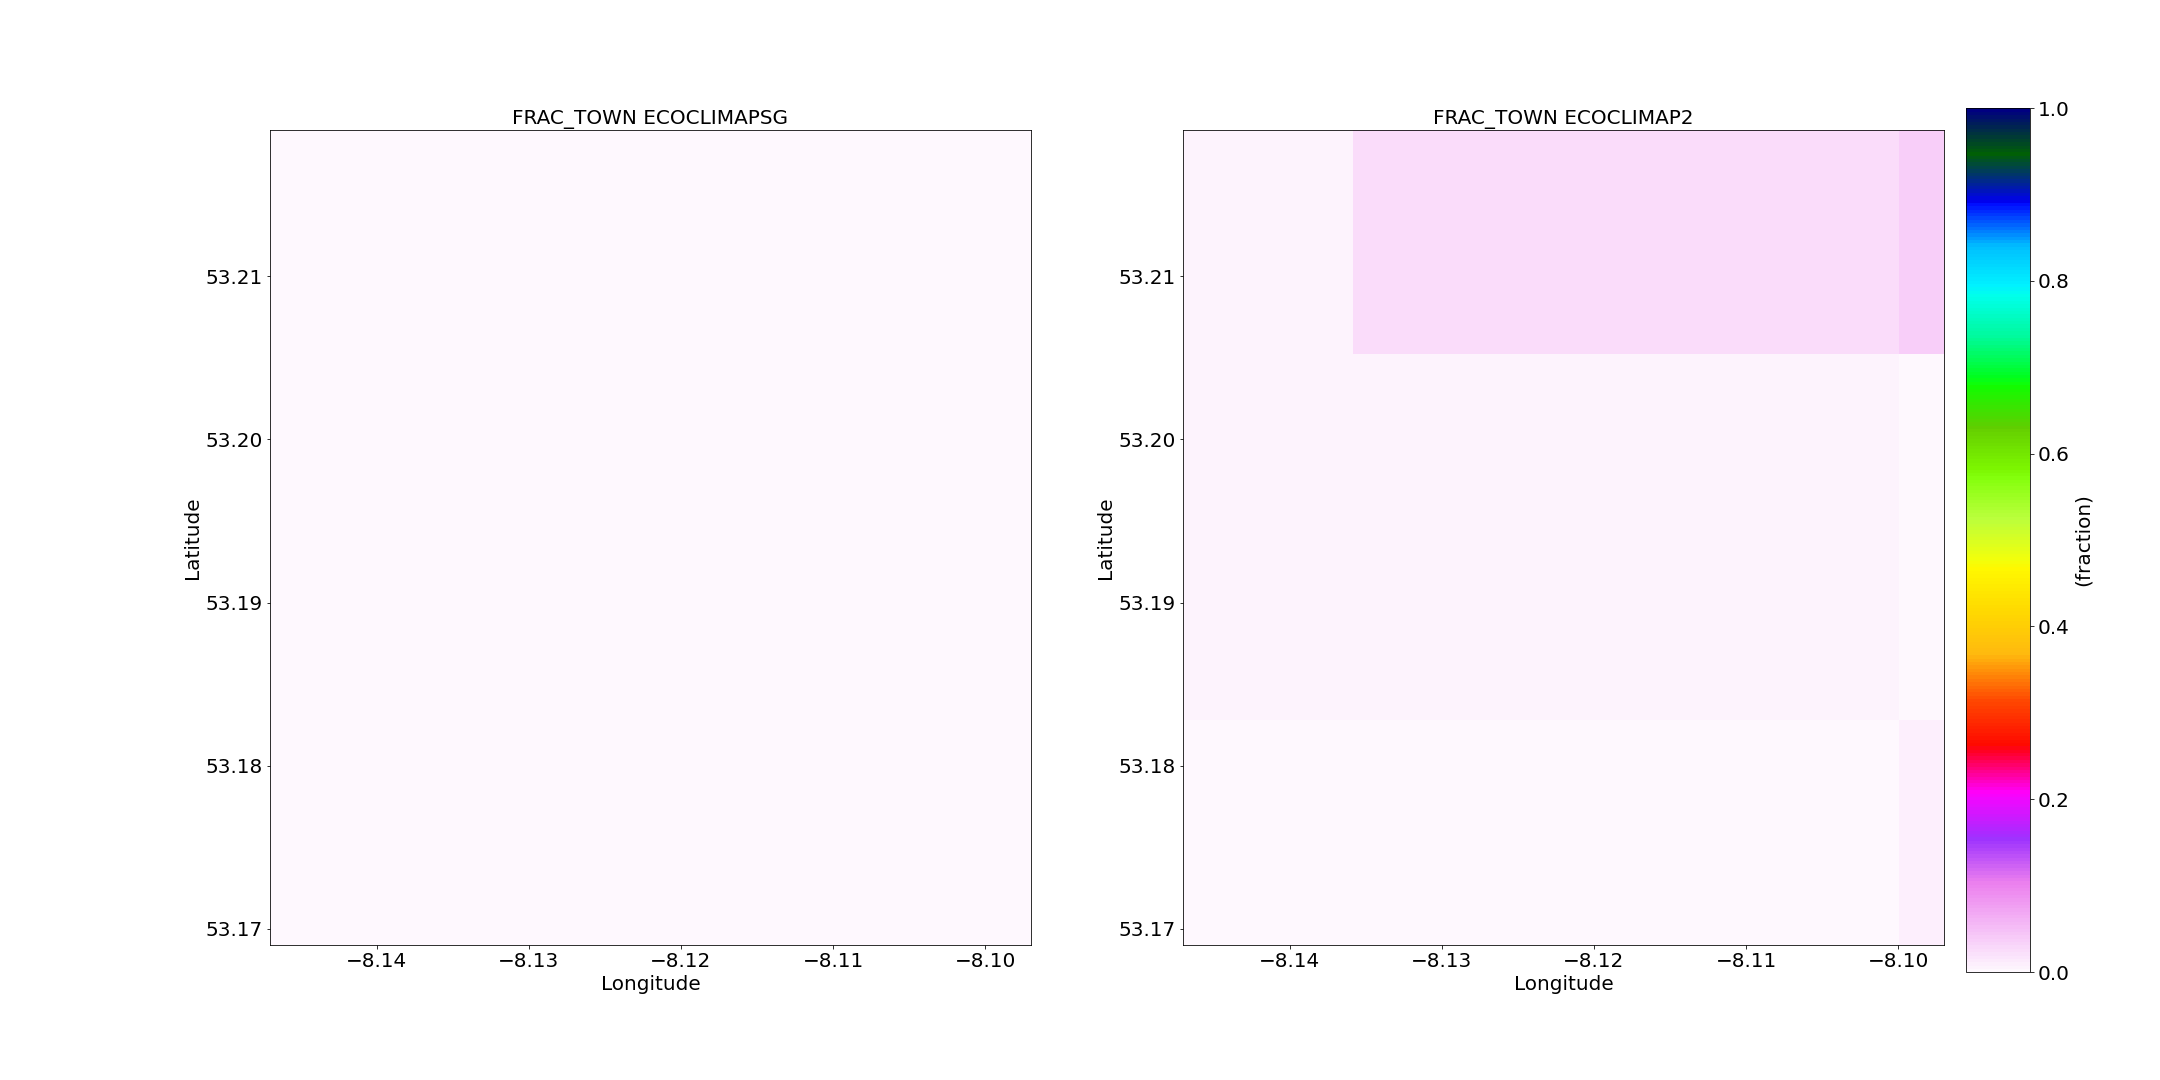 FRAC_TOWN ECOCLIMAPSG
53.21
53.20
53.19
53.18
53.17
Latitude
−8.14 −8.13 −8.12 −8.11 −8.10
Longitude
FRAC_TOWN ECOCLIMAP2
53.21
53.20
53.19
53.18
53.17
Latitude
−8.14 −8.13 −8.12 −8.11 −8.10
Longitude
1.0
0.8
0.6
0.4
0.2
0.0
(fraction)